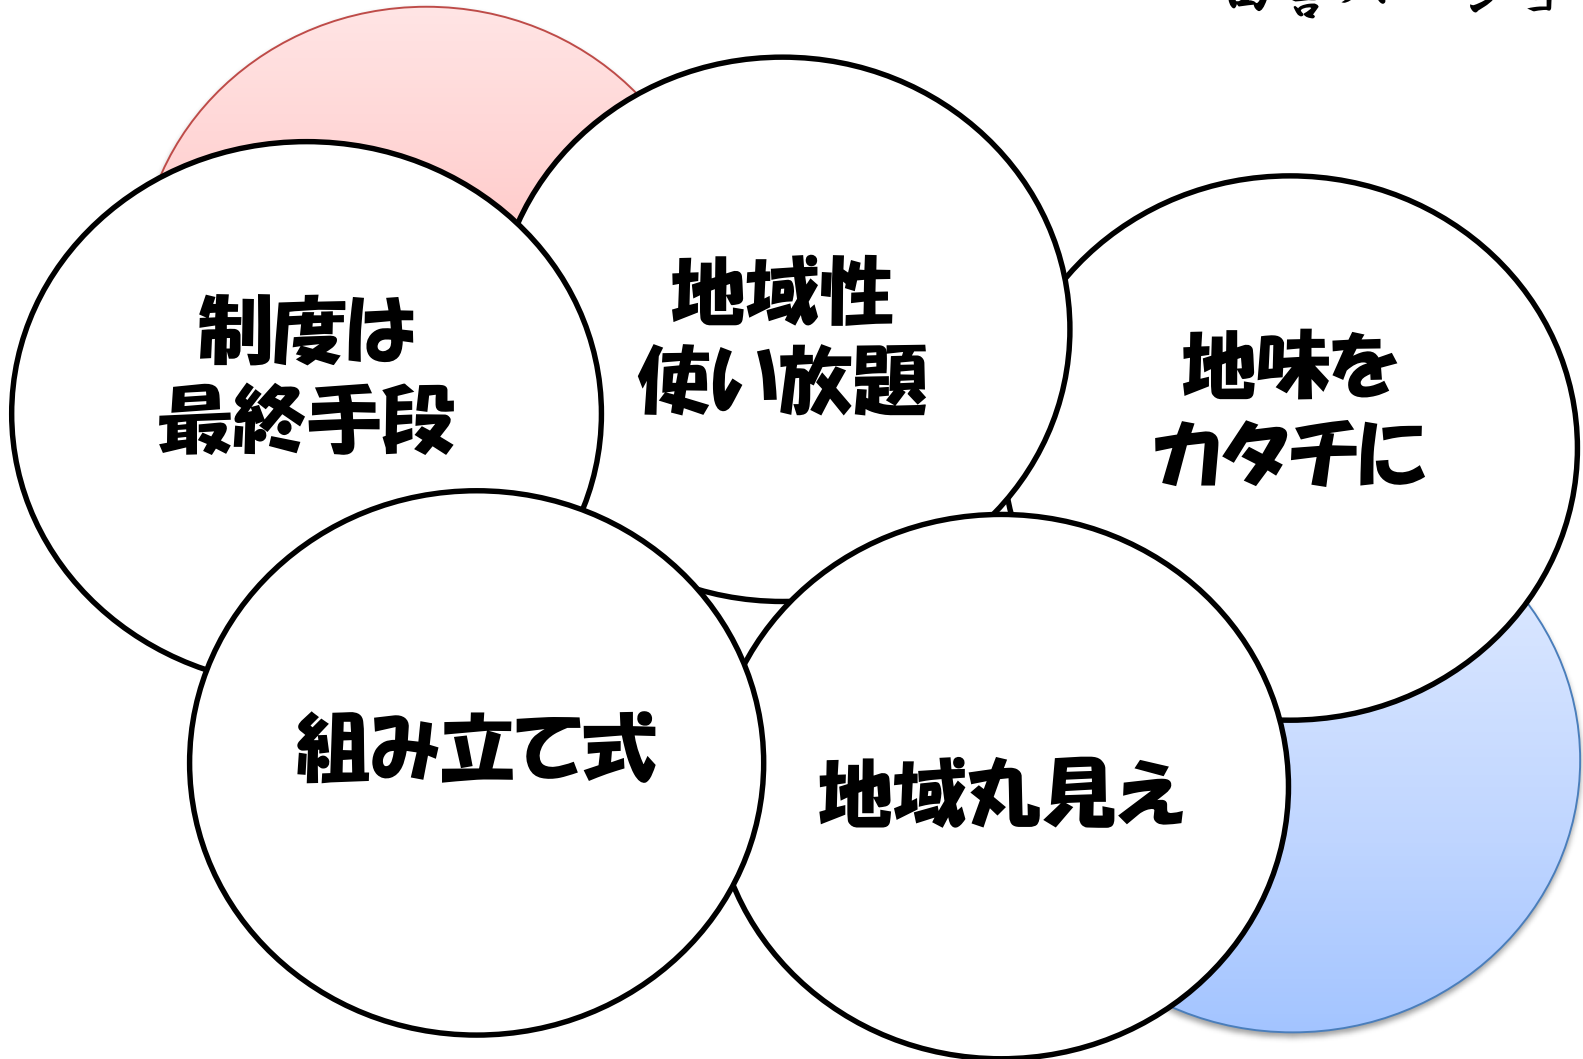 制度は
最終手段
地域性
使い放題
地味を
カタチに
組み立て式
地域丸見え